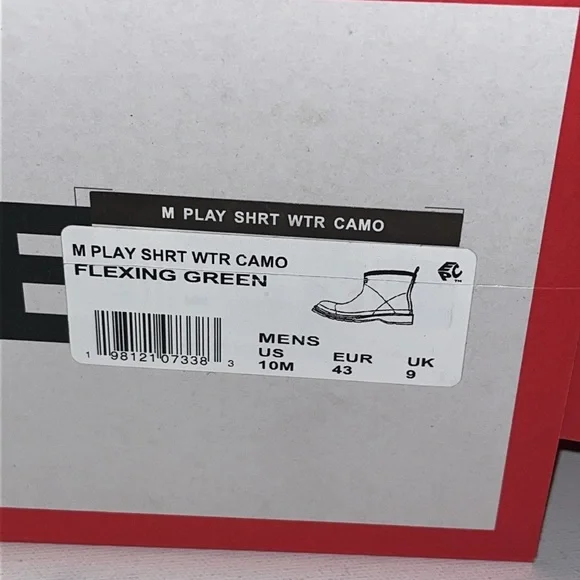 E
M PLAY SHRT WTR CAMO
M PLAY SHRT WTR CAMO
FLEXING GREEN
1 98121 07338 3
MENS
US EUR UK
10M 43 9